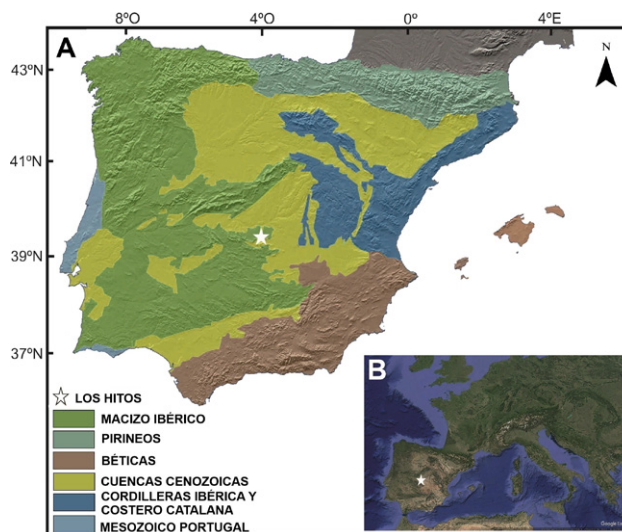 8ºO
4ºO
0º
4ºE
A
N
43ºN
41ºN
39ºN
37ºN
LOS HITOS
MACIZO IBÉRICO
PIRINEOS
BÉTICAS
CUENCAS CENOZOICAS
CORDILLERAS IBÉRICA Y
COSTERO CATALANA
MESOZOICO PORTUGAL
B